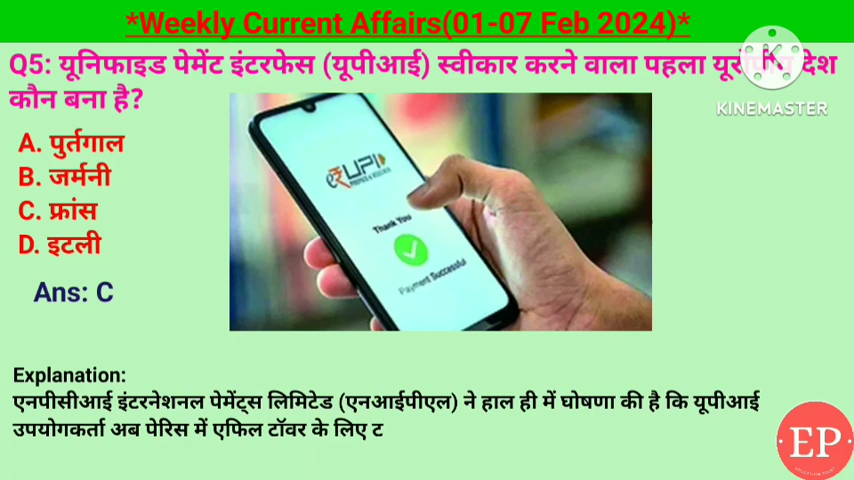 *Weekly Current Affairs(01-07 Feb 2024)*
Q5: यूनिफाइड पेमेंट इंटरफेस (यूपीआई) स्वीकार करने वाला पहला देश
कौन बना है?
KINEMASTER
A. पुर्तगाल
B. जर्मनी
C. फ्रांस
D. इटली
UPI
Thank You
Payment Successful
Ans: C
Explanation:
एनपीसीआई इंटरनेशनल पेमेंट्स लिमिटेड (एनआईपीएल) ने हाल ही में घोषणा की है कि यूपीआई
उपयोगकर्ता अब पेरिस में एफिल टॉवर के लिए ट
EP